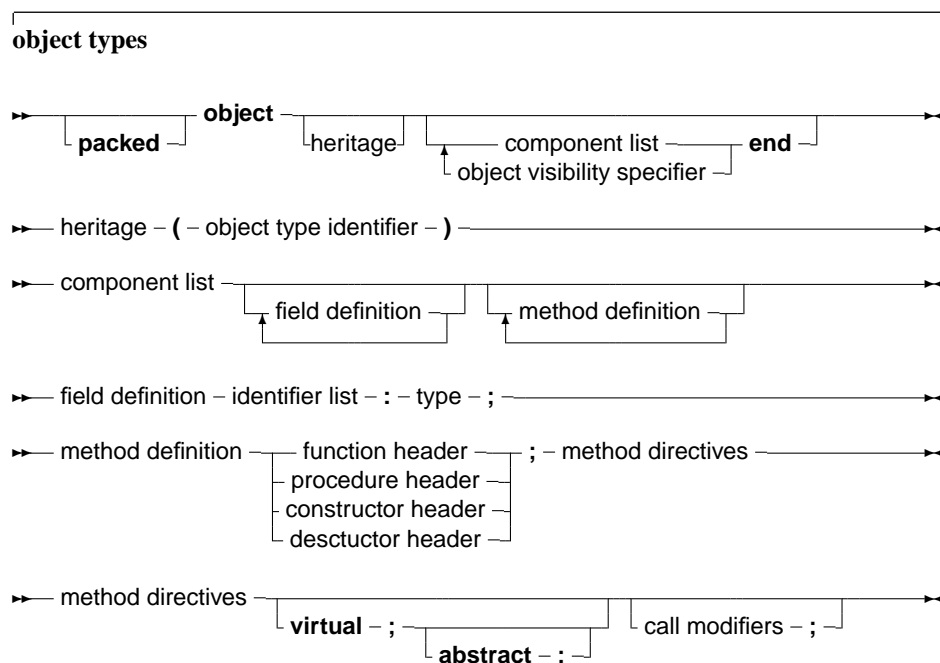 object types
packed object heritage component list end
object visibility specifier
heritage – ( – object type identifier – )
component list field definition method definition
field definition – identifier list – : – type – ;
method definition function header ; – method directives
procedure header
constructor header
desctuctor header
method directives virtual – ; abstract – : call modifiers – ;